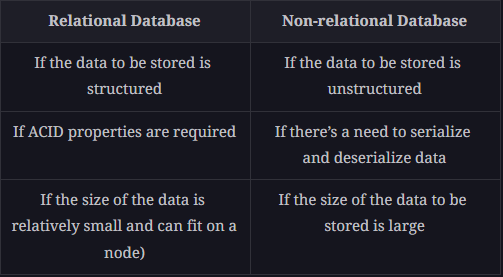 Relational Database
Non-relational Database
If the data to be stored is
structured
If the data to be stored is
unstructured
If ACID properties are required
If there’s a need to serialize
and deserialize data
If the size of the data is
relatively small and can fit on a
node)
If the size of the data to be
stored is large